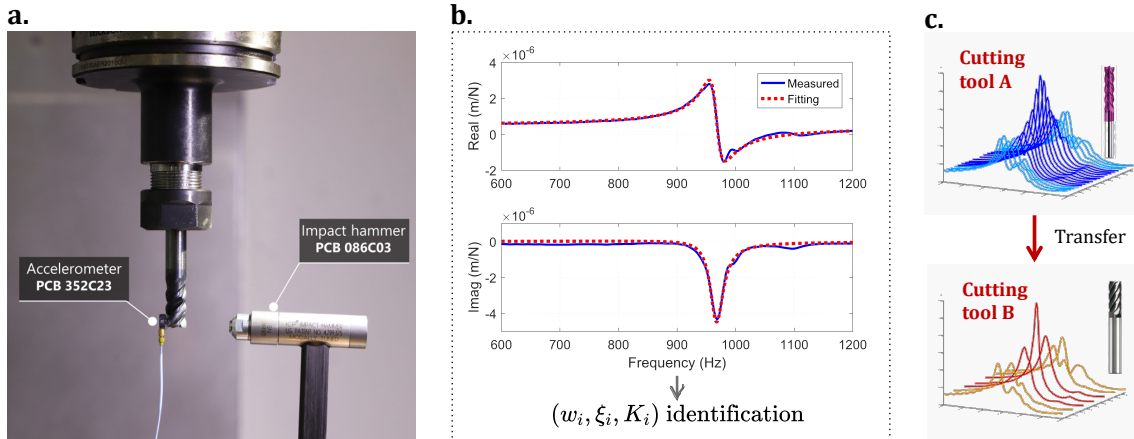 a.
Impact hammer
PCB 086C03
Accelerometer
PCB 352C23
b.
×10⁻⁶
4
2
0
-2
Real (m/N)
Measured
Fitting
600 700 800 900 1000 1100 1200
×10⁻⁶
0
-2
-4
Imag (m/N)
600 700 800 900 1000 1100 1200
Frequency (Hz)
(w_i, ξ_i, K_i) identification
c.
Cutting
tool A
Transfer
Cutting
tool B